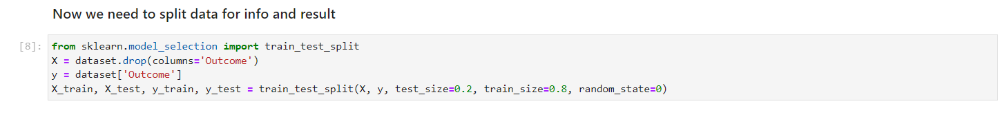 Now we need to split data for info and result
[8]: from sklearn.model_selection import train_test_split
X = dataset.drop(columns='Outcome')
y = dataset['Outcome']
X_train, X_test, y_train, y_test = train_test_split(X, y, test_size=0.2, train_size=0.8, random_state=0)